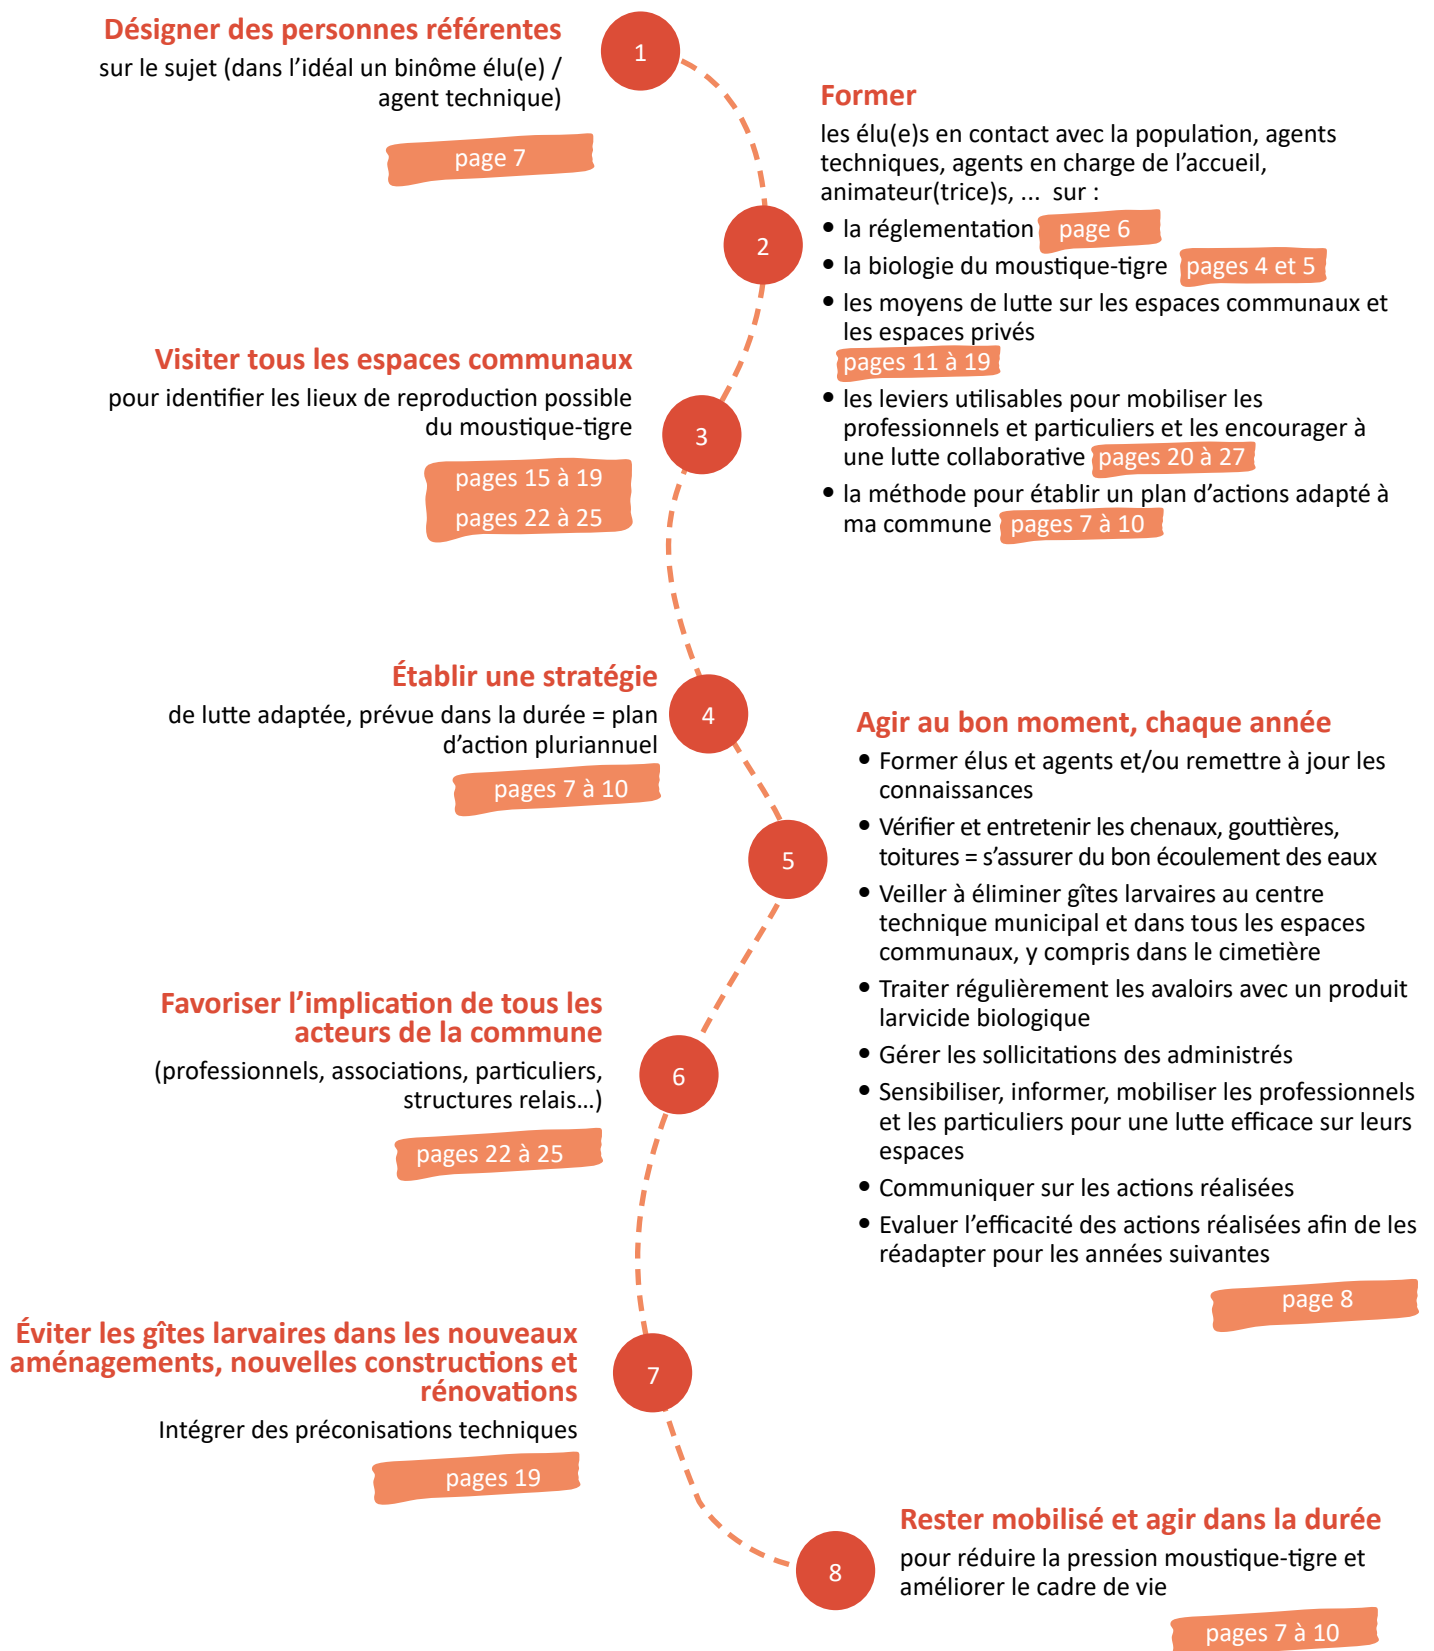 Désigner des personnes référentes
sur le sujet (dans l'idéal un binôme élu(e) /
agent technique)
page 7
1
Former
les élu(e)s en contact avec la population, agents
techniques, agents en charge de l'accueil,
animateur(trice)s, ... sur :
• la réglementation page 6
• la biologie du moustique-tigre pages 4 et 5
• les moyens de lutte sur les espaces communaux et
les espaces privés
pages 11 à 19
• les leviers utilisables pour mobiliser les
professionnels et particuliers et les encourager à
une lutte collaborative pages 20 à 27
• la méthode pour établir un plan d'actions adapté à
ma commune pages 7 à 10
2
Visiter tous les espaces communaux
pour identifier les lieux de reproduction possible
du moustique-tigre
pages 15 à 19
pages 22 à 25
3
Établir une stratégie
de lutte adaptée, prévue dans la durée = plan
d'action pluriannuel
pages 7 à 10
4
Agir au bon moment, chaque année
• Former élus et agents et/ou remettre à jour les
connaissances
• Vérifier et entretenir les chenaux, gouttières,
toitures = s'assurer du bon écoulement des eaux
• Veiller à éliminer gîtes larvaires au centre
technique municipal et dans tous les espaces
communaux, y compris dans le cimetière
• Traiter régulièrement les avaloirs avec un produit
larvicide biologique
• Gérer les sollicitations des administrés
• Sensibiliser, informer, mobiliser les professionnels
et les particuliers pour une lutte efficace sur leurs
espaces
• Communiquer sur les actions réalisées
• Evaluer l'efficacité des actions réalisées afin de les
réadapter pour les années suivantes
page 8
5
Favoriser l'implication de tous les
acteurs de la commune
(professionnels, associations, particuliers,
structures relais…)
pages 22 à 25
6
Éviter les gîtes larvaires dans les nouveaux
aménagements, nouvelles constructions et
rénovations
Intégrer des préconisations techniques
pages 19
7
Rester mobilisé et agir dans la durée
pour réduire la pression moustique-tigre et
améliorer le cadre de vie
pages 7 à 10
8